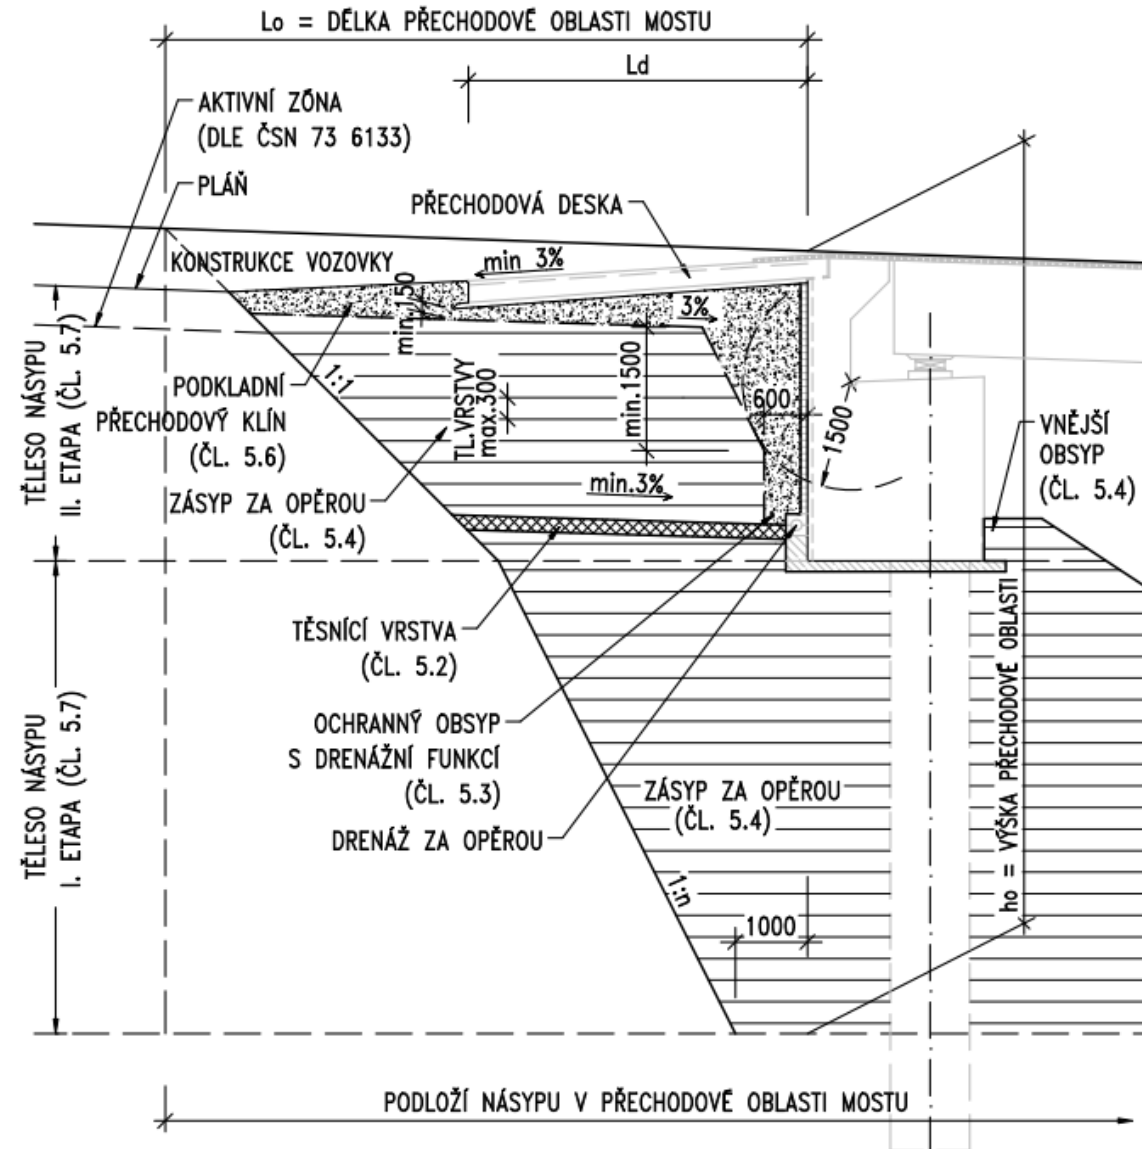 Lo = DÉLKA PŘECHODOVÉ OBLASTI MOSTU
Ld
AKTIVNÍ ZÓNA
(DLE ČSN 73 6133)
PLÁŇ
PŘECHODOVÁ DESKA
KONSTRUKCE VOZOVKY
min 3%
min.150
3%
TĚLESO NÁSYPU
II. ETAPA (ČL. 5.7)
1:1
PODKLADNÍ
PŘECHODOVÝ KLÍN
(ČL. 5.6)
TL.VRSTVY
max.300
min.1500
600
1500
VNĚJŠÍ
OBSYP
(ČL. 5.4)
ZÁSYP ZA OPĚROU
(ČL. 5.4)
min.3%
TĚSNÍCÍ VRSTVA
(ČL. 5.2)
OCHRANNÝ OBSYP
S DRENÁŽNÍ FUNKCÍ
(ČL. 5.3)
DRENÁŽ ZA OPĚROU
TĚLESO NÁSYPU
I. ETAPA (ČL. 5.7)
ZÁSYP ZA OPĚROU
(ČL. 5.4)
ho = VÝŠKA PŘECHODOVÉ OBLASTI
1:n
1000
PODLOŽÍ NÁSYPU V PŘECHODOVÉ OBLASTI MOSTU